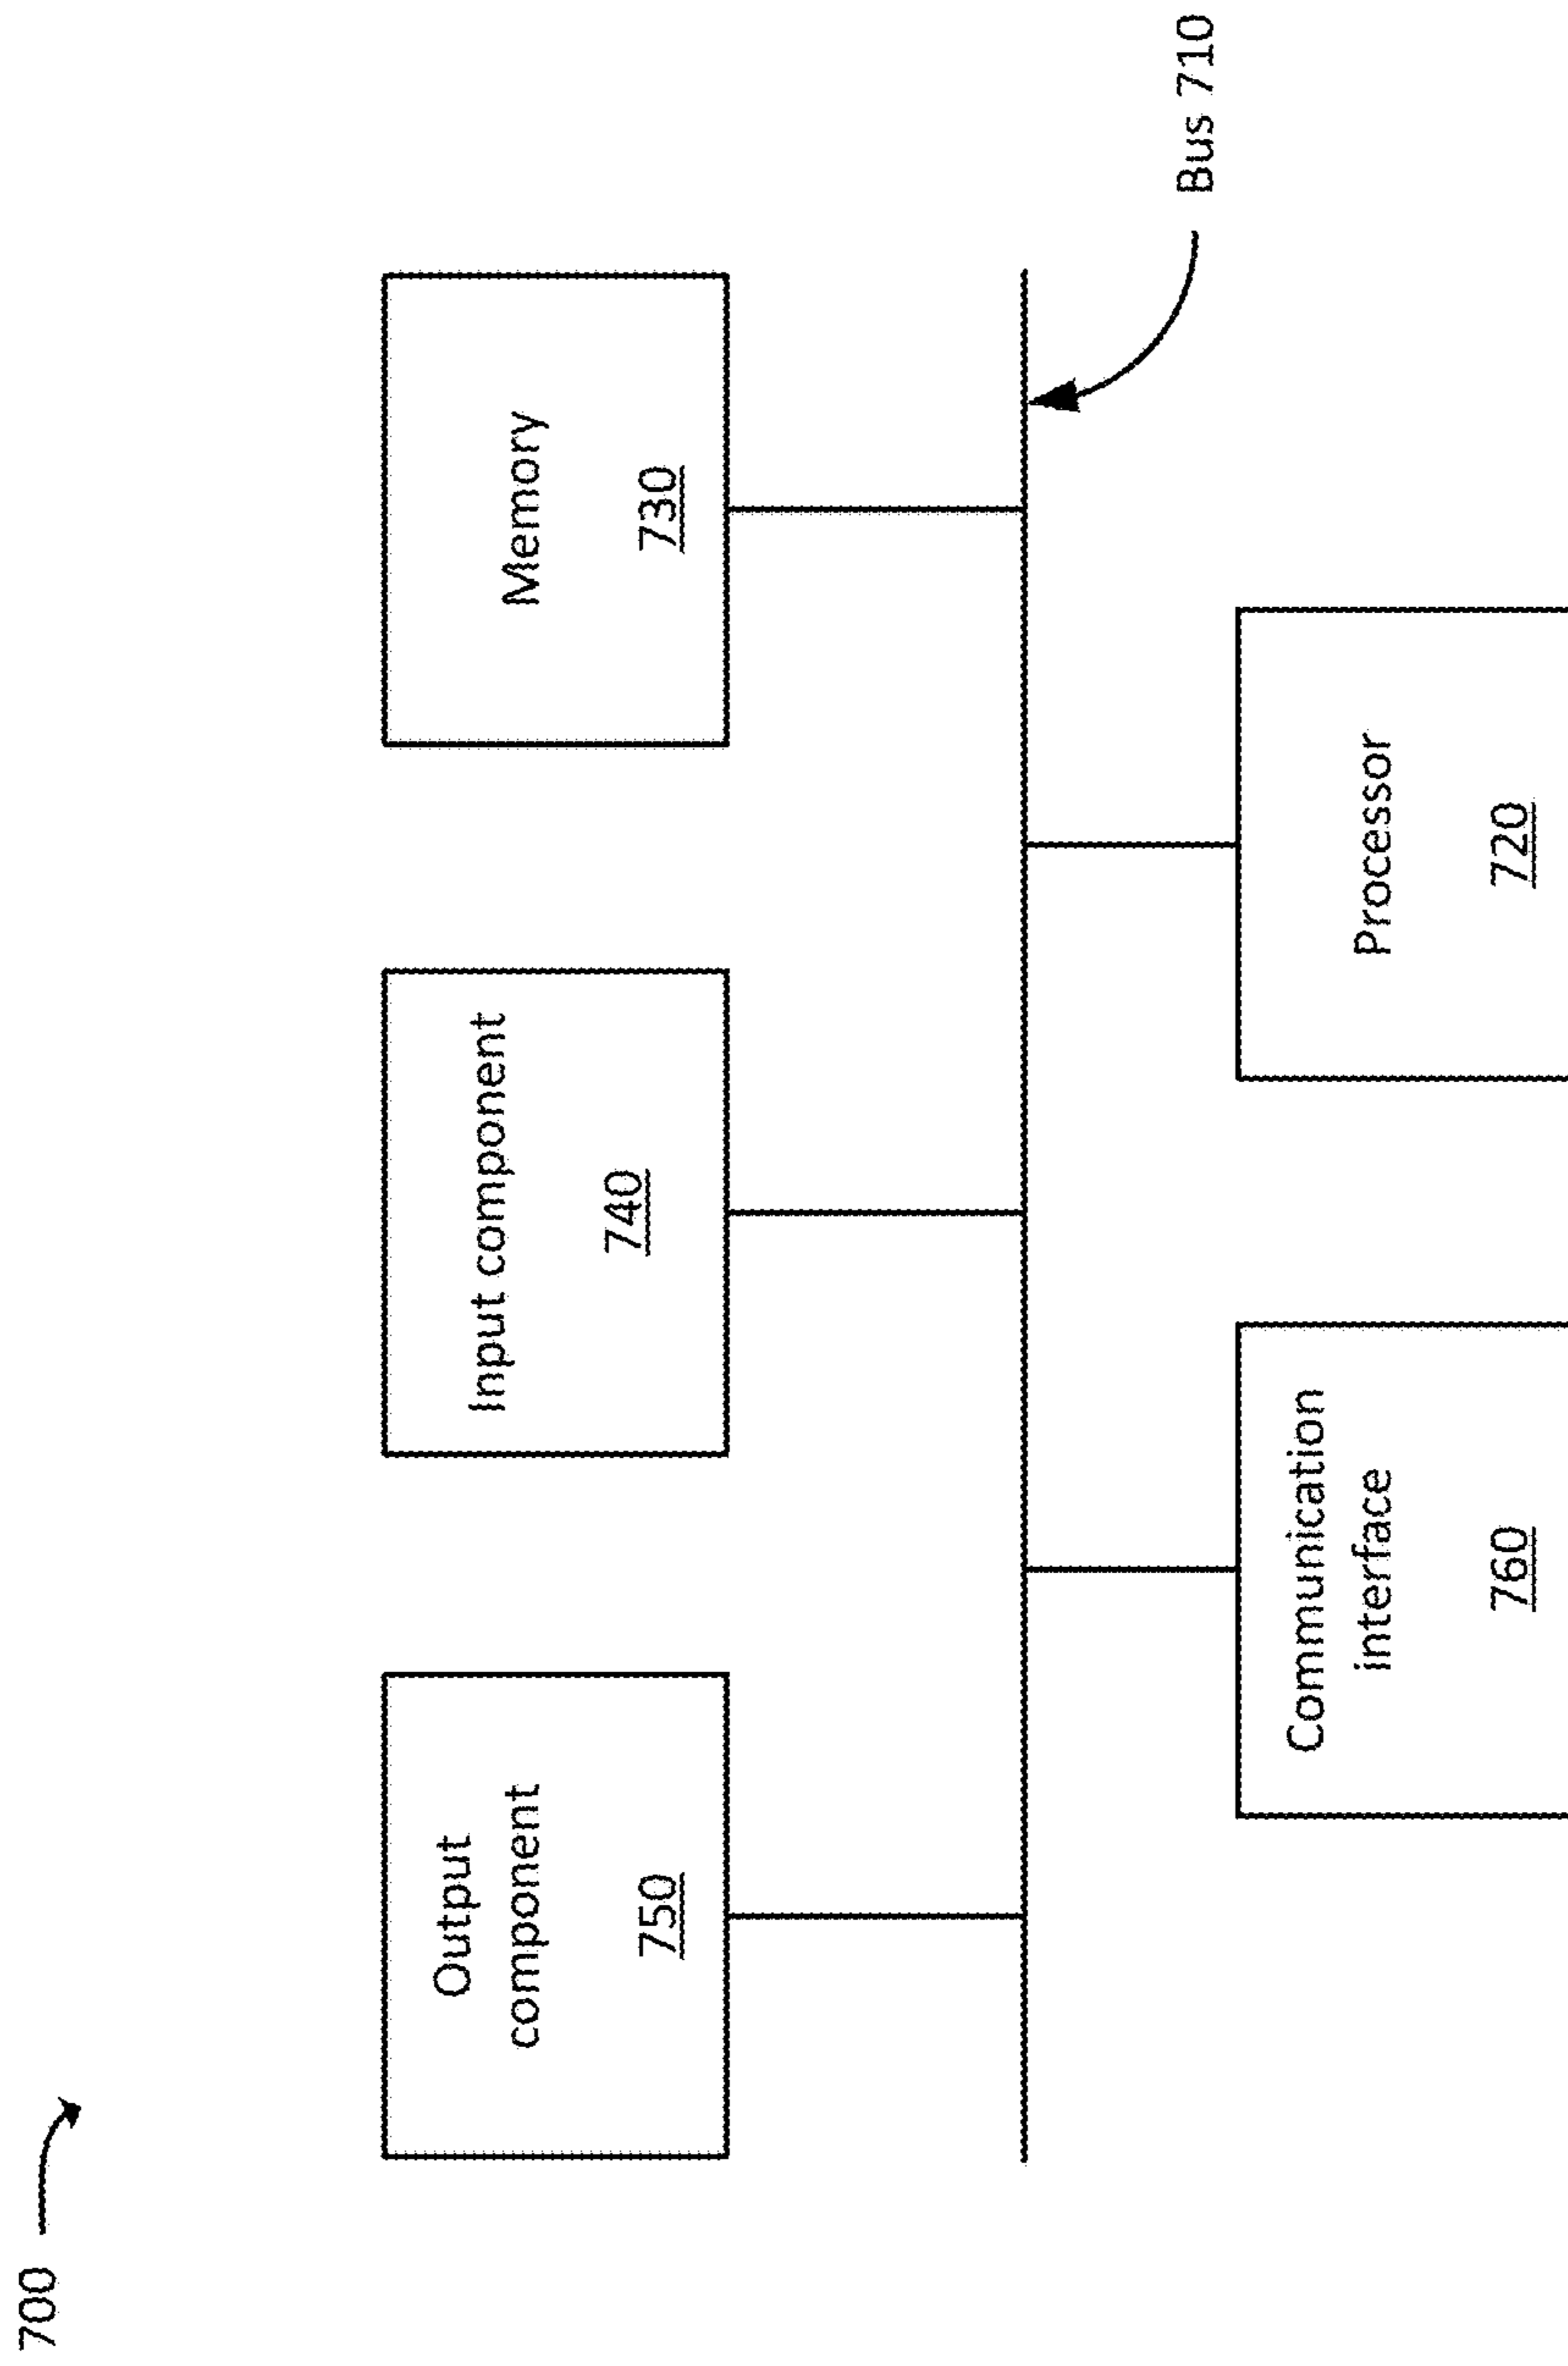 700
Output
component
750
Input component
740
Memory
730
Bus 710
Communication
interface
760
Processor
720